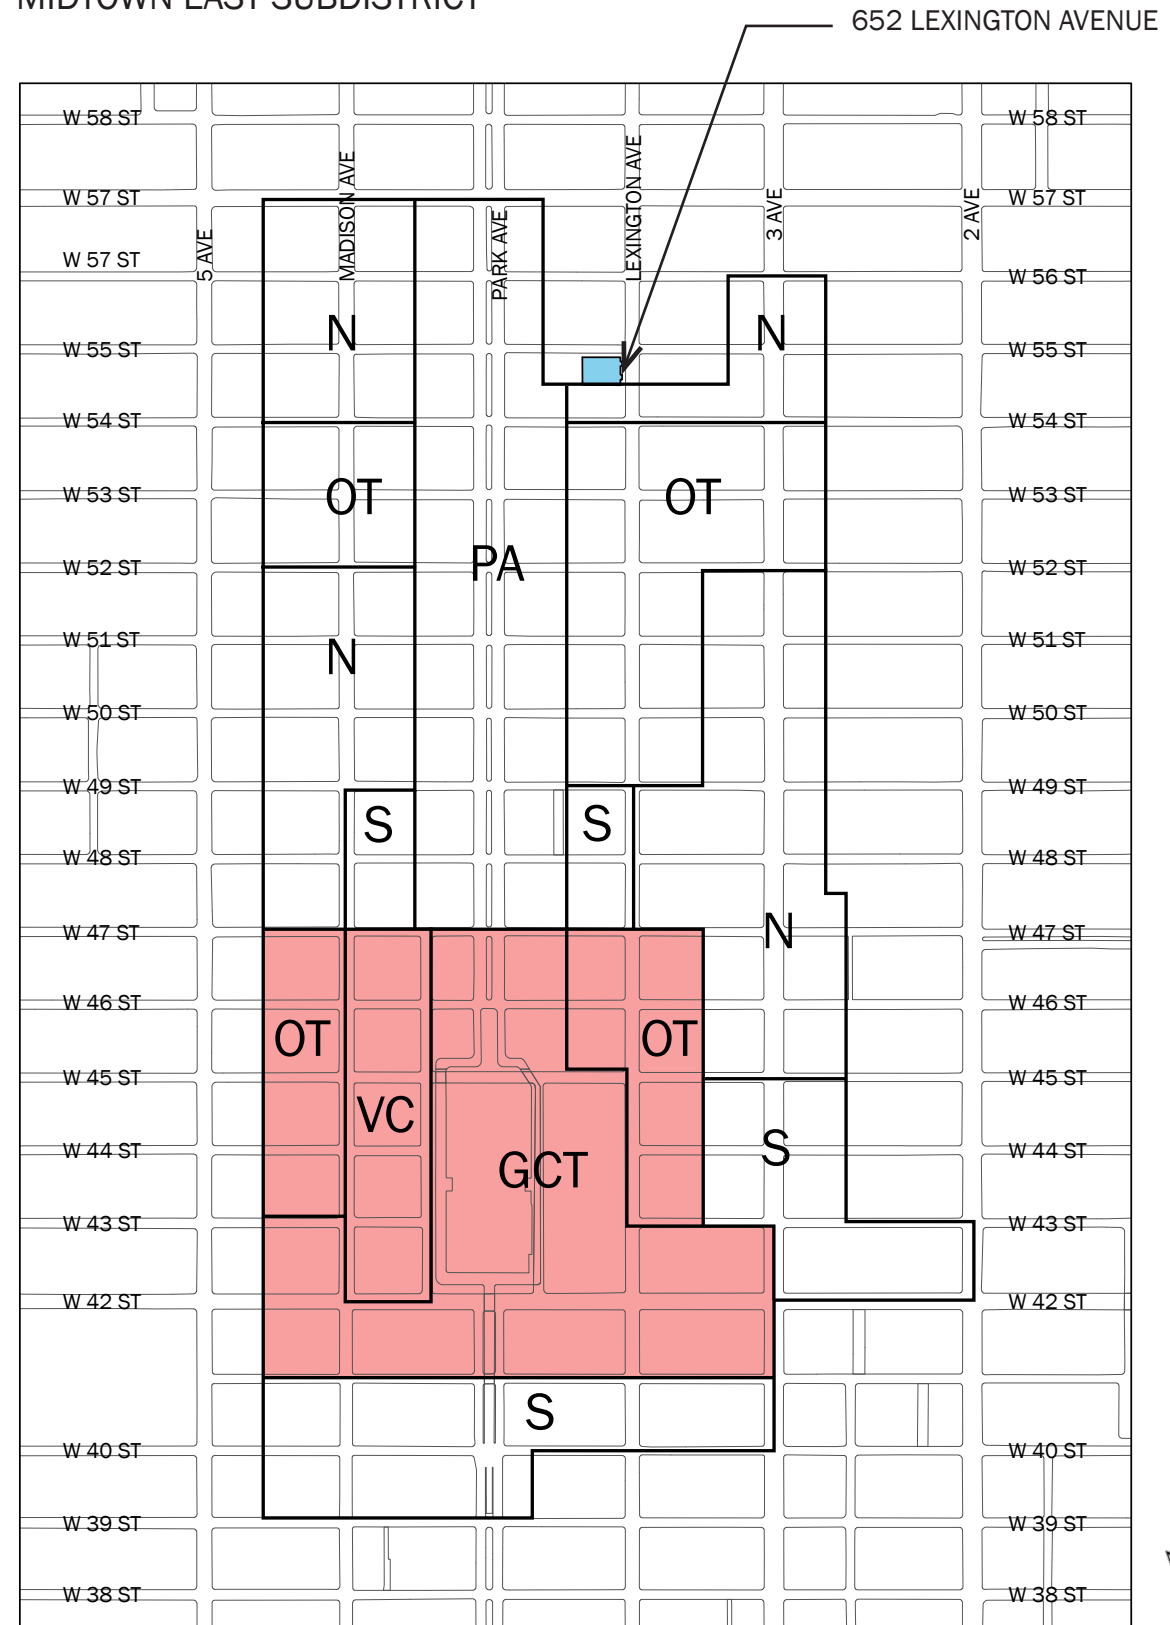 MIDTOWN EAST SUBDISTRICT
652 LEXINGTON AVENUE
W 58 ST
W 58 ST
W 57 ST
W 57 ST
5 AVE
MADISON AVE
PARK AVE
LEXINGTON AVE
3 AVE
2 AVE
W 57 ST
W 56 ST
N
N
W 55 ST
W 55 ST
W 54 ST
W 54 ST
OT
OT
W 53 ST
W 53 ST
PA
W 52 ST
W 52 ST
W 51 ST
W 51 ST
N
W 50 ST
W 50 ST
W 49 ST
W 49 ST
S
S
W 48 ST
W 48 ST
N
W 47 ST
W 47 ST
W 46 ST
W 46 ST
OT
OT
W 45 ST
W 45 ST
VC
W 44 ST
W 44 ST
S
GCT
W 43 ST
W 43 ST
W 42 ST
W 42 ST
S
W 40 ST
W 40 ST
W 39 ST
W 39 ST
W 38 ST
W 38 ST